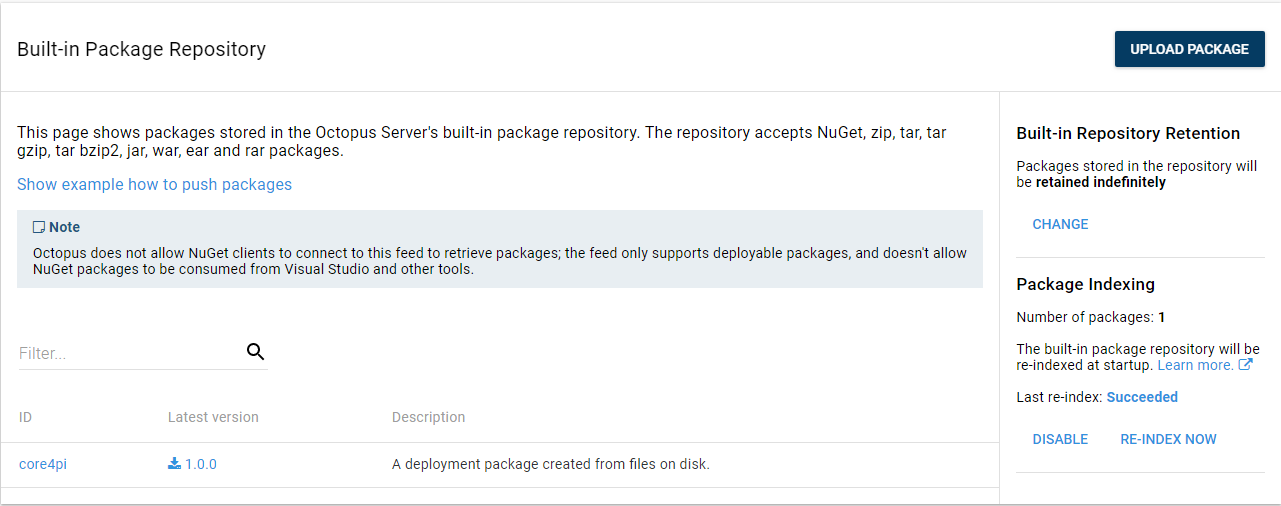 Built-in Package Repository
UPLOAD PACKAGE
This page shows packages stored in the Octopus Server's built-in package repository. The repository accepts NuGet, zip, tar, tar
gzip, tar bzip2, jar, war, ear and rar packages.
Show example how to push packages
Note
Octopus does not allow NuGet clients to connect to this feed to retrieve packages; the feed only supports deployable packages, and doesn't allow
NuGet packages to be consumed from Visual Studio and other tools.
Filter...
ID Latest version Description
core4pi 1.0.0 A deployment package created from files on disk.
Built-in Repository Retention
Packages stored in the repository will
be retained indefinitely
CHANGE
Package Indexing
Number of packages: 1
The built-in package repository will be
re-indexed at startup. Learn more.
Last re-index: Succeeded
DISABLE RE-INDEX NOW